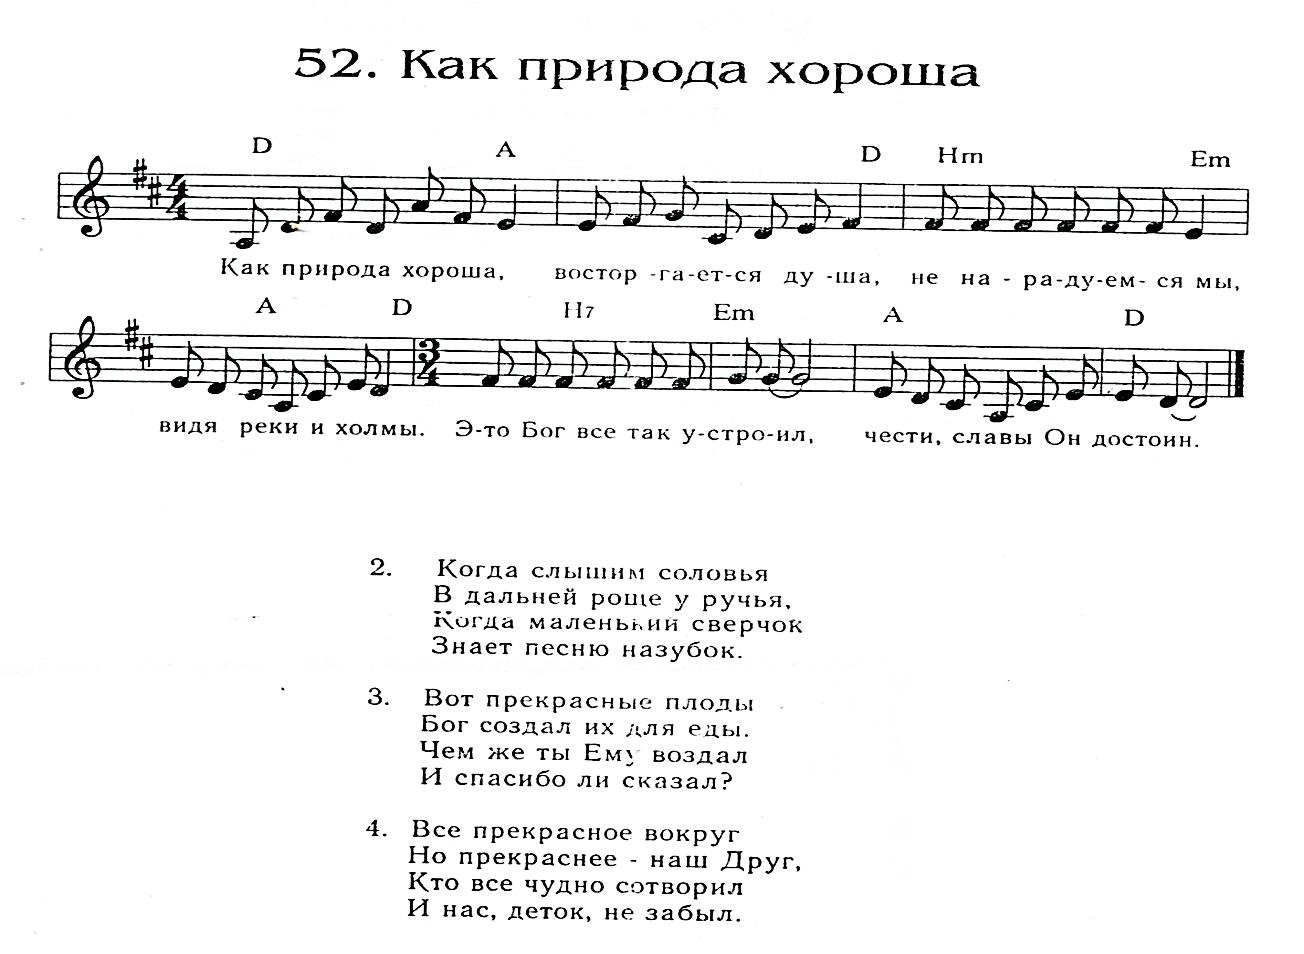 52. Как природа хороша
D A D Hm Em
4 4
Как природа хороша, востор -га-ет-ся ду -ша, не на - ра-ду-ем- ся мы,
A D H7 Em A D
3 4
видя реки и холмы. Э-то Бог все так у-стро-ил, чести, славы Он достоин.
2. Когда слышим соловья
В дальней роще у ручья,
Когда маленький сверчок
Знает песню назубок.
3. Вот прекрасные плоды
Бог создал их для еды.
Чем же ты Ему воздал
И спасибо ли сказал?
4. Все прекрасное вокруг
Но прекраснее - наш Друг,
Кто все чудно сотворил
И нас, деток, не забыл.